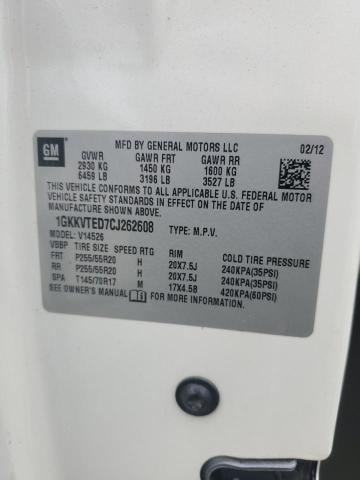 GM
MFD BY GENERAL MOTORS LLC 02/12
GVWR GAWR FRT GAWR RR
2930 KG 1450 KG 1600 KG
6459 LB 3196 LB 3527 LB
THIS VEHICLE CONFORMS TO ALL APPLICABLE U.S. FEDERAL MOTOR
VEHICLE SAFETY STANDARDS IN EFFECT ON THE DATE OF
MANUFACTURE SHOWN ABOVE.
1GKKVTED7CJ262608 TYPE: M.P.V.
MODEL: V14526
VBBP TIRE SIZE SPEED RTG RIM COLD TIRE PRESSURE
FRT P255/55R20 H 20X7.5J 240KPA(35PSI)
RR P255/55R20 H 20X7.5J 240KPA(35PSI)
SPA T145/70R17 M 17X4.5B 420KPA(60PSI)
SEE OWNER'S MANUAL FOR ADDITIONAL INFORMATION.